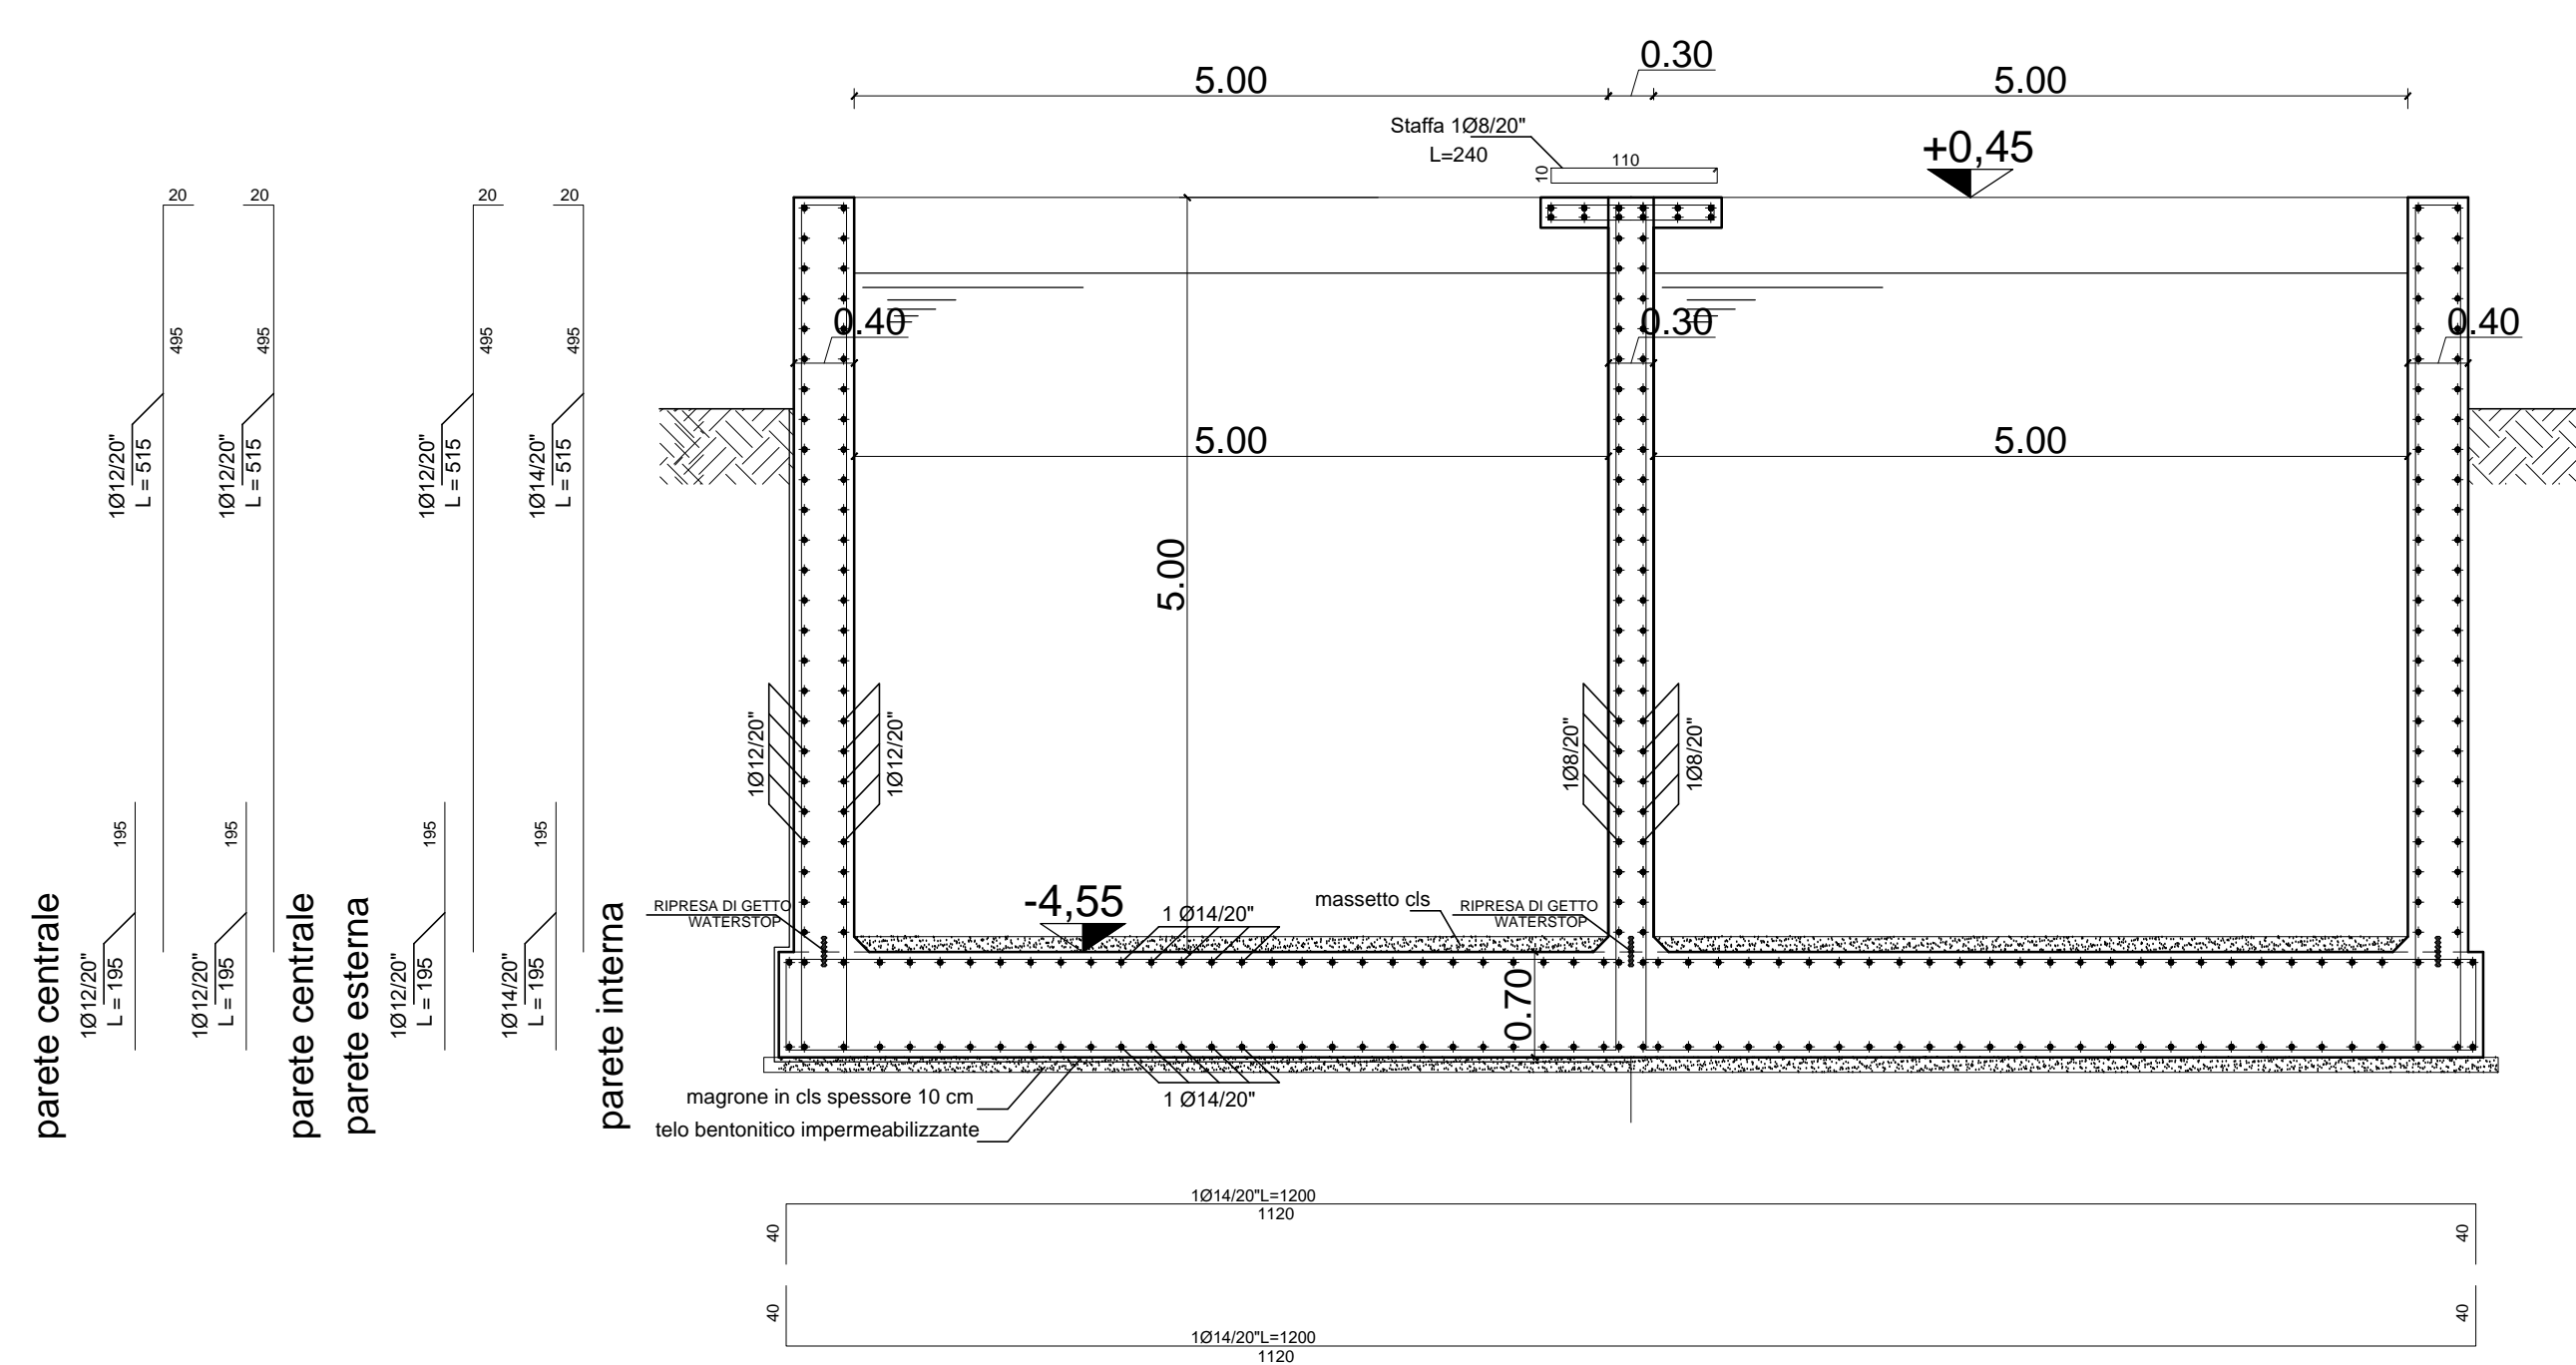 0.30
5.00
5.00
Staffa 1Ø8/20"
L=240
110
10
+0,45
20
20
20
20
495
495
495
495
0.40
0.30
0.40
1Ø12/20"
L = 515
1Ø12/20"
L = 515
1Ø12/20"
L = 515
1Ø14/20"
L = 515
5.00
5.00
5.00
1Ø12/20"
1Ø12/20"
1Ø8/20"
1Ø8/20"
195
195
195
195
parete centrale
1Ø12/20"
L = 195
1Ø12/20"
L = 195
parete centrale
parete esterna
1Ø12/20"
L = 195
1Ø14/20"
L = 195
parete interna
RIPRESA DI GETTO
WATERSTOP
-4,55
1 Ø14/20"
massetto cls
RIPRESA DI GETTO
WATERSTOP
0.70
magrone in cls spessore 10 cm
1 Ø14/20"
telo bentonitico impermeabilizzante
1Ø14/20"L=1200
1120
40
40
40
40
1Ø14/20"L=1200
1120